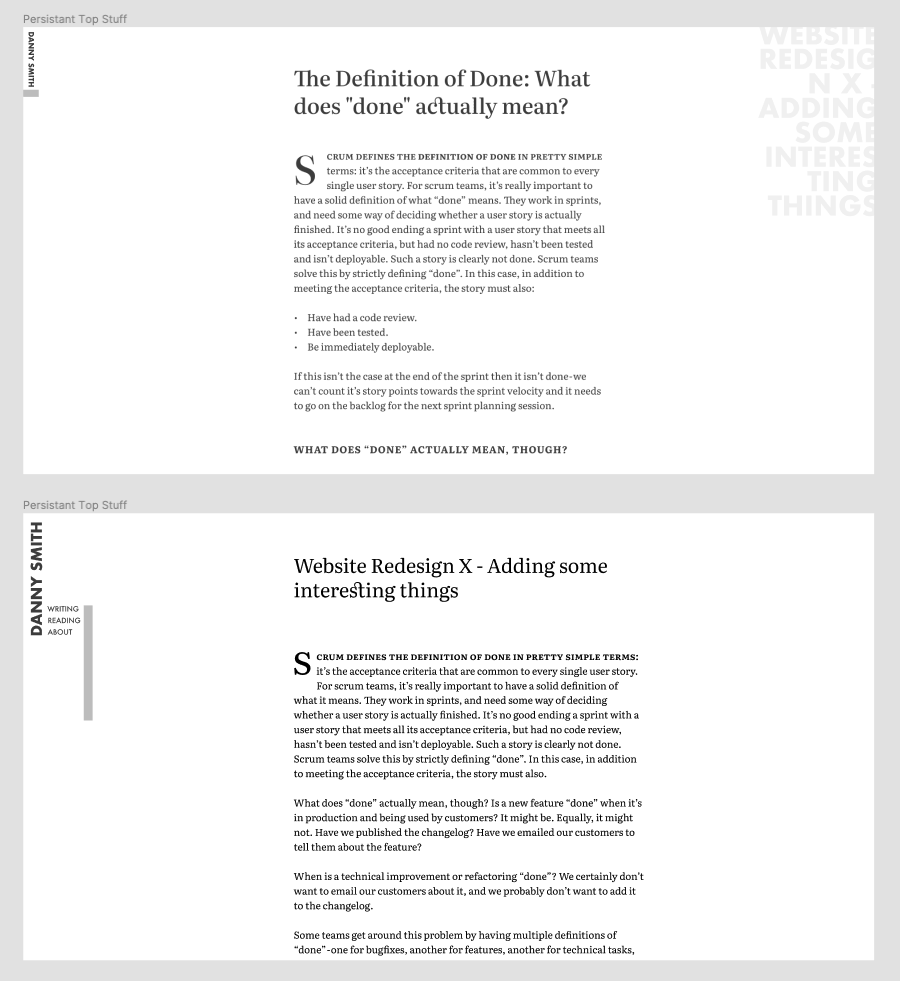 Persistant Top Stuff
DANNY SMITH
WEBSITE
REDESIG
N X -
ADDING
SOME
INTERES
TING
THINGS
The Definition of Done: What
does "done" actually mean?
SCRUM DEFINES THE DEFINITION OF DONE IN PRETTY SIMPLE
terms: it’s the acceptance criteria that are common to every
single user story. For scrum teams, it’s really important to
have a solid definition of what “done” means. They work in sprints,
and need some way of deciding whether a user story is actually
finished. It’s no good ending a sprint with a user story that meets all
its acceptance criteria, but had no code review, hasn’t been tested
and isn’t deployable. Such a story is clearly not done. Scrum teams
solve this by strictly defining “done”. In this case, in addition to
meeting the acceptance criteria, the story must also:
• Have had a code review.
• Have been tested.
• Be immediately deployable.
If this isn’t the case at the end of the sprint then it isn’t done-we
can’t count it’s story points towards the sprint velocity and it needs
to go on the backlog for the next sprint planning session.
WHAT DOES “DONE” ACTUALLY MEAN, THOUGH?
Persistant Top Stuff
DANNY SMITH
WRITING
READING
ABOUT
Website Redesign X - Adding some
interesting things
SCRUM DEFINES THE DEFINITION OF DONE IN PRETTY SIMPLE TERMS:
it’s the acceptance criteria that are common to every single user story.
For scrum teams, it’s really important to have a solid definition of
what it means. They work in sprints, and need some way of deciding
whether a user story is actually finished. It’s no good ending a sprint with a
user story that meets all its acceptance criteria, but had no code review,
hasn’t been tested and isn’t deployable. Such a story is clearly not done.
Scrum teams solve this by strictly defining “done”. In this case, in addition
to meeting the acceptance criteria, the story must also.
What does “done” actually mean, though? Is a new feature “done” when it’s
in production and being used by customers? It might be. Equally, it might
not. Have we published the changelog? Have we emailed our customers to
tell them about the feature?
When is a technical improvement or refactoring “done”? We certainly don’t
want to email our customers about it, and we probably don’t want to add it
to the changelog.
Some teams get around this problem by having multiple definitions of
“done”-one for bugfixes, another for features, another for technical tasks,